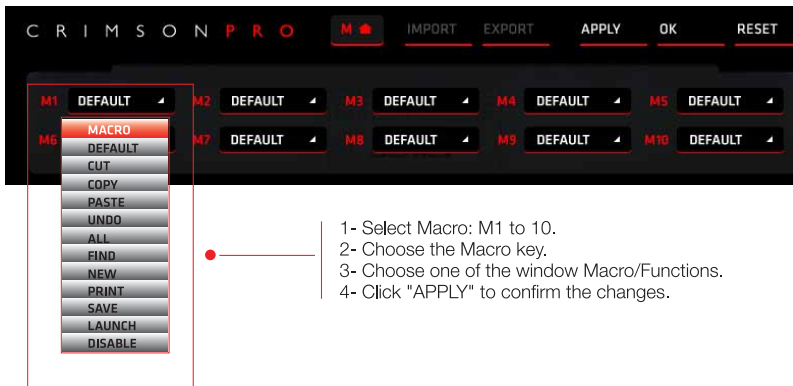 CRIMSON PRO M IMPORT EXPORT APPLY OK RESET
M1 DEFAULT M2 DEFAULT M3 DEFAULT M4 DEFAULT M5 DEFAULT
M6 M7 DEFAULT M8 DEFAULT M9 DEFAULT M10 DEFAULT
MACRO
DEFAULT
CUT
COPY
PASTE
UNDO
ALL
FIND
NEW
PRINT
SAVE
LAUNCH
DISABLE
1- Select Macro: M1 to 10.
2- Choose the Macro key.
3- Choose one of the window Macro/Functions.
4- Click "APPLY" to confirm the changes.